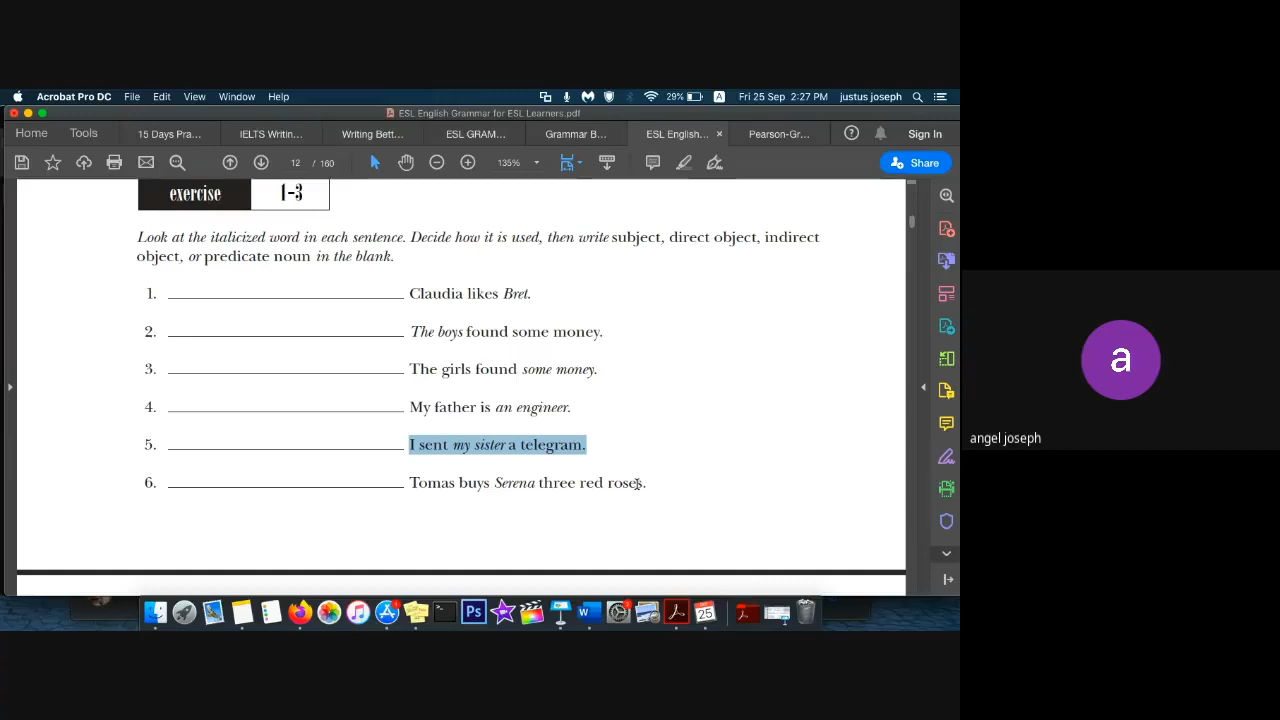 Acrobat Pro DC File Edit View Window Help 29% A Fri 25 Sep 2:27 PM justus joseph
ESL English Grammar for ESL Learners.pdf
Home Tools 15 Days Pra... IELTS Writin... Writing Bett... ESL GRAM... Grammar B... ESL English... × Pearson-Gr... Sign In
12 / 160 135% Share
exercise 1-3
Look at the italicized word in each sentence. Decide how it is used, then write subject, direct object, indirect
object, or predicate noun in the blank.
1. Claudia likes Bret.
2. The boys found some money.
3. The girls found some money.
4. My father is an engineer.
5. I sent my sister a telegram.
6. Tomas buys Serena three red roses.
a
angel joseph
Ps W 25